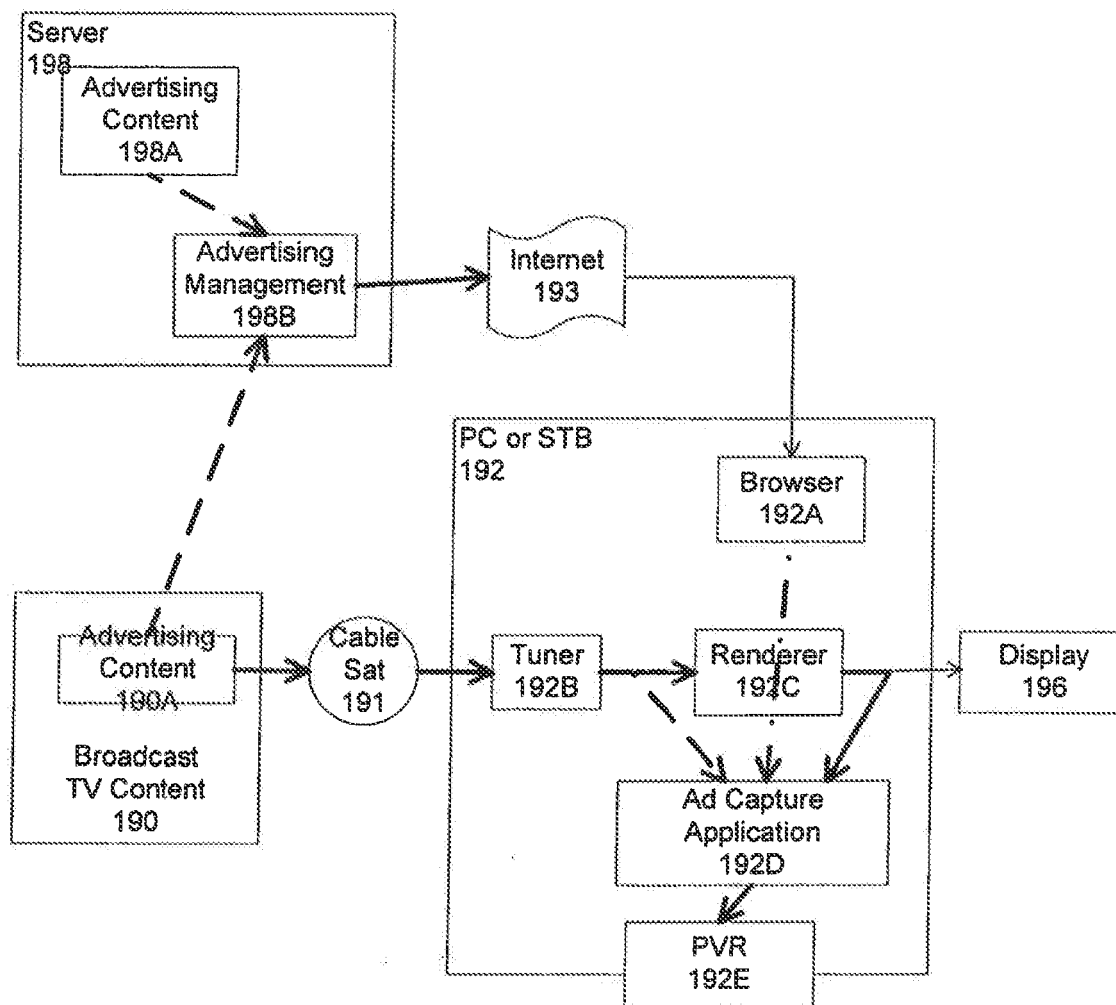 Server
198
Advertising
Content
198A
Advertising
Management
198B
Internet
193
PC or STB
192
Browser
192A
Advertising
Content
190A
Broadcast
TV Content
190
Cable
Sat
191
Tuner
192B
Renderer
192C
Display
196
Ad Capture
Application
192D
PVR
192E